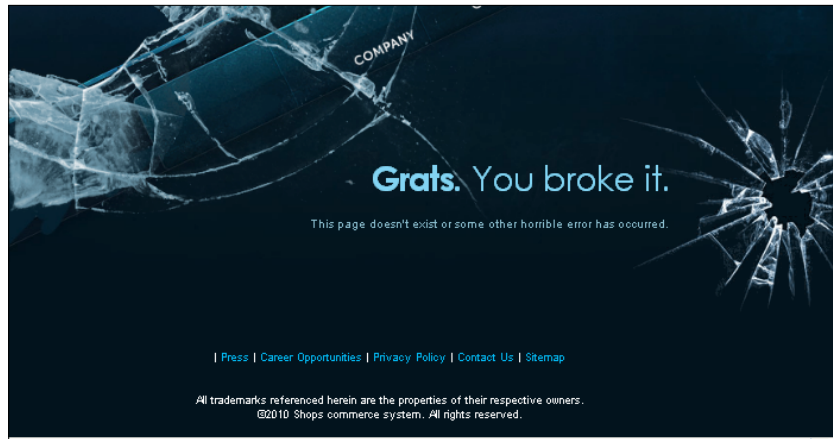 COMPANY
Grats. You broke it.
This page doesn't exist or some other horrible error has occurred.
| Press | Career Opportunities | Privacy Policy | Contact Us | Sitemap
All trademarks referenced herein are the properties of their respective owners.
©2010 Shops commerce system. All rights reserved.